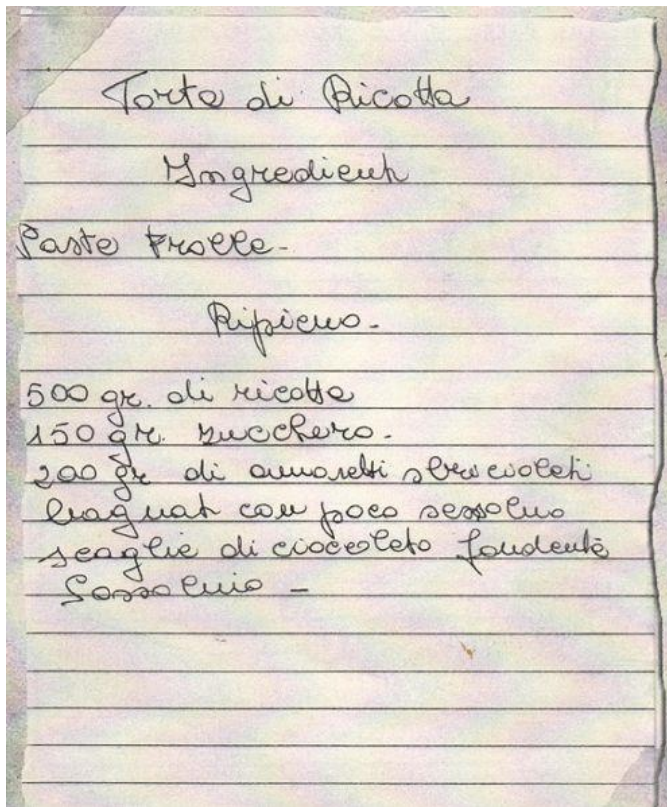 Torta di Ricotta
Ingredienti
Pasta Frolla -
Ripieno -
500 gr. di ricotta
150 gr. zucchero.
200 gr di amaretti sbriciolati
bagnati con poco sassolino
scaglie di cioccolato fondente
Sassolino -